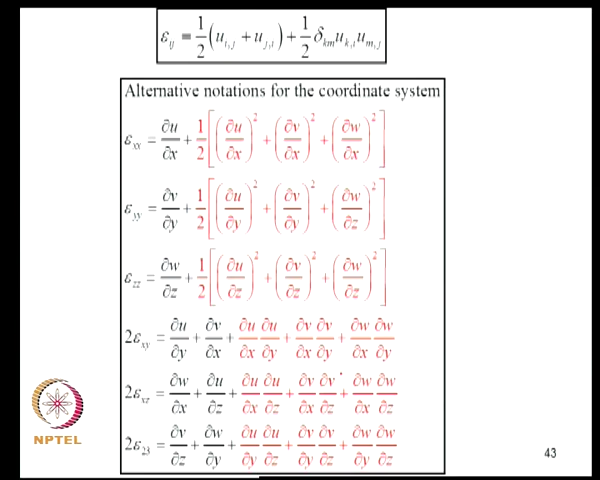 ε_ij = 1/2 (u_i,j + u_j,i) + 1/2 δ_km u_k,i u_m,j
Alternative notations for the coordinate system
ε_xx = ∂u/∂x + 1/2 [ (∂u/∂x)² + (∂v/∂x)² + (∂w/∂x)² ]
ε_yy = ∂v/∂y + 1/2 [ (∂u/∂y)² + (∂v/∂y)² + (∂w/∂z)² ]
ε_zz = ∂w/∂z + 1/2 [ (∂u/∂z)² + (∂v/∂z)² + (∂w/∂z)² ]
2ε_xy = ∂u/∂y + ∂v/∂x + ∂u/∂x ∂u/∂y + ∂v/∂x ∂v/∂y + ∂w/∂x ∂w/∂y
2ε_xz = ∂w/∂x + ∂u/∂z + ∂u/∂x ∂u/∂z + ∂v/∂x ∂v/∂z + ∂w/∂x ∂w/∂z
2ε_23 = ∂v/∂z + ∂w/∂y + ∂u/∂y ∂u/∂z + ∂v/∂y ∂v/∂z + ∂w/∂y ∂w/∂z
NPTEL
43